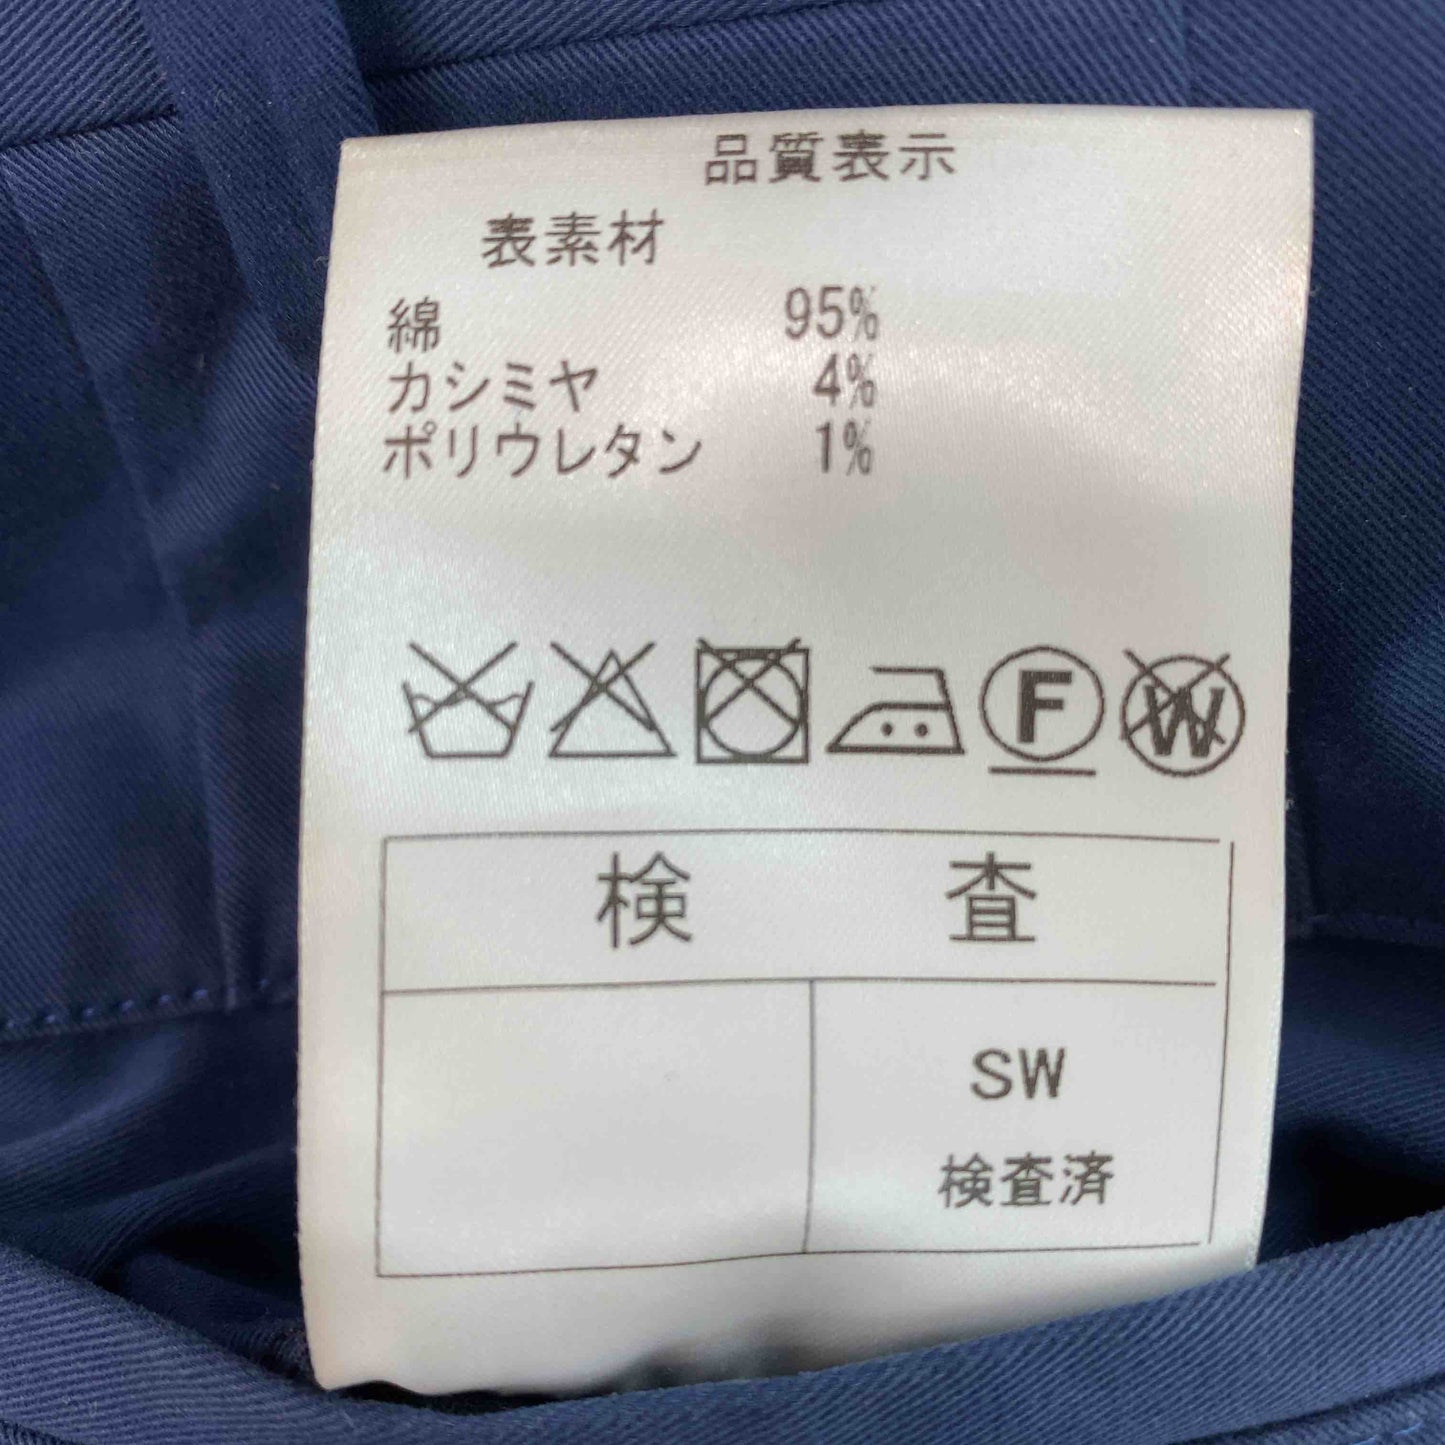 品質表示
表素材
綿 95%
カシミヤ 4%
ポリウレタン 1%
F W
検 査
SW
検査済